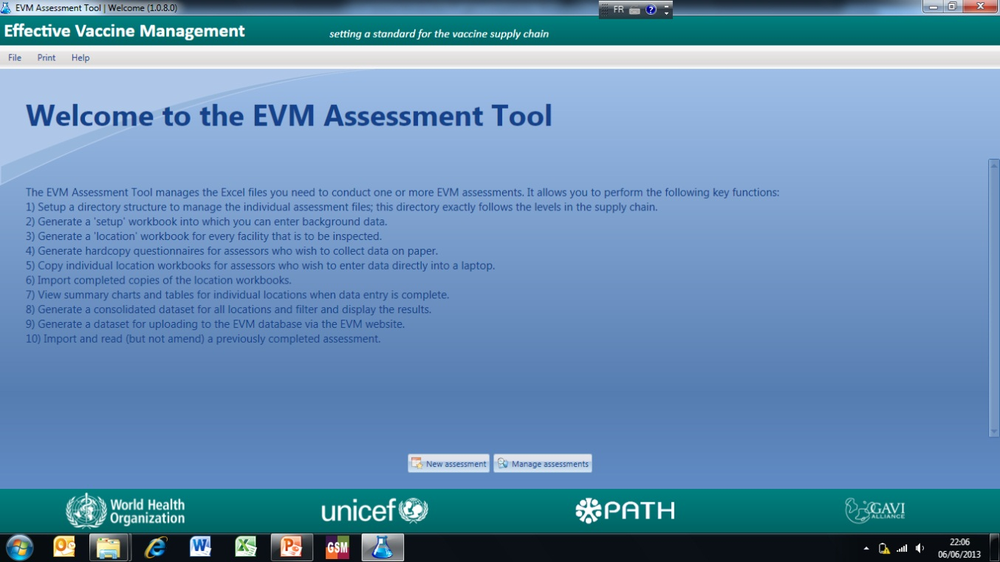 EVM Assessment Tool | Welcome (1.0.8.0)
FR
Effective Vaccine Management
setting a standard for the vaccine supply chain
File Print Help
Welcome to the EVM Assessment Tool
The EVM Assessment Tool manages the Excel files you need to conduct one or more EVM assessments. It allows you to perform the following key functions:
1) Setup a directory structure to manage the individual assessment files; this directory exactly follows the levels in the supply chain.
2) Generate a 'setup' workbook into which you can enter background data.
3) Generate a 'location' workbook for every facility that is to be inspected.
4) Generate hardcopy questionnaires for assessors who wish to collect data on paper.
5) Copy individual location workbooks for assessors who wish to enter data directly into a laptop.
6) Import completed copies of the location workbooks.
7) View summary charts and tables for individual locations when data entry is complete.
8) Generate a consolidated dataset for all locations and filter and display the results.
9) Generate a dataset for uploading to the EVM database via the EVM website.
10) Import and read (but not amend) a previously completed assessment.
New assessment Manage assessments
World Health
Organization
unicef
PATH
GAVI
ALLIANCE
GSM
22:06
06/06/2013